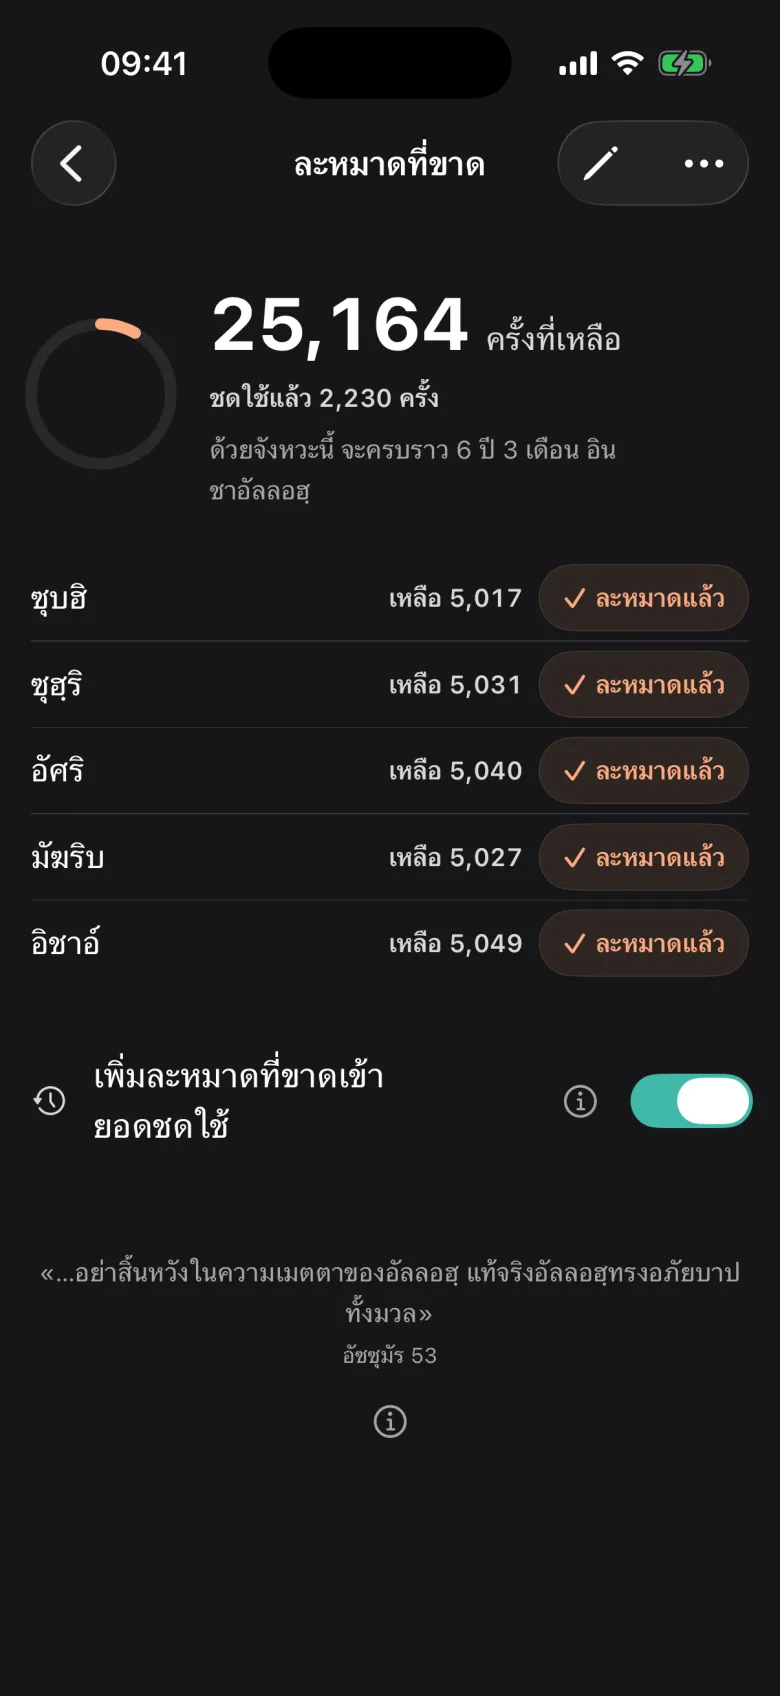 09:41
ละหมาดที่ขาด
25,164 ครั้งที่เหลือ
ชดใช้แล้ว 2,230 ครั้ง
ด้วยจังหวะนี้ จะครบราว 6 ปี 3 เดือน อิน
ชาอัลลอฮฺ
ซุบฮิ เหลือ 5,017 ละหมาดแล้ว
ซุฮฺริ เหลือ 5,031 ละหมาดแล้ว
อัศริ เหลือ 5,040 ละหมาดแล้ว
มัฆริบ เหลือ 5,027 ละหมาดแล้ว
อิชาอ์ เหลือ 5,049 ละหมาดแล้ว
เพิ่มละหมาดที่ขาดเข้า
ยอดชดใช้
«...อย่าสิ้นหวังในความเมตตาของอัลลอฮฺ แท้จริงอัลลอฮฺทรงอภัยบาป
ทั้งมวล»
อัซซุมัร 53